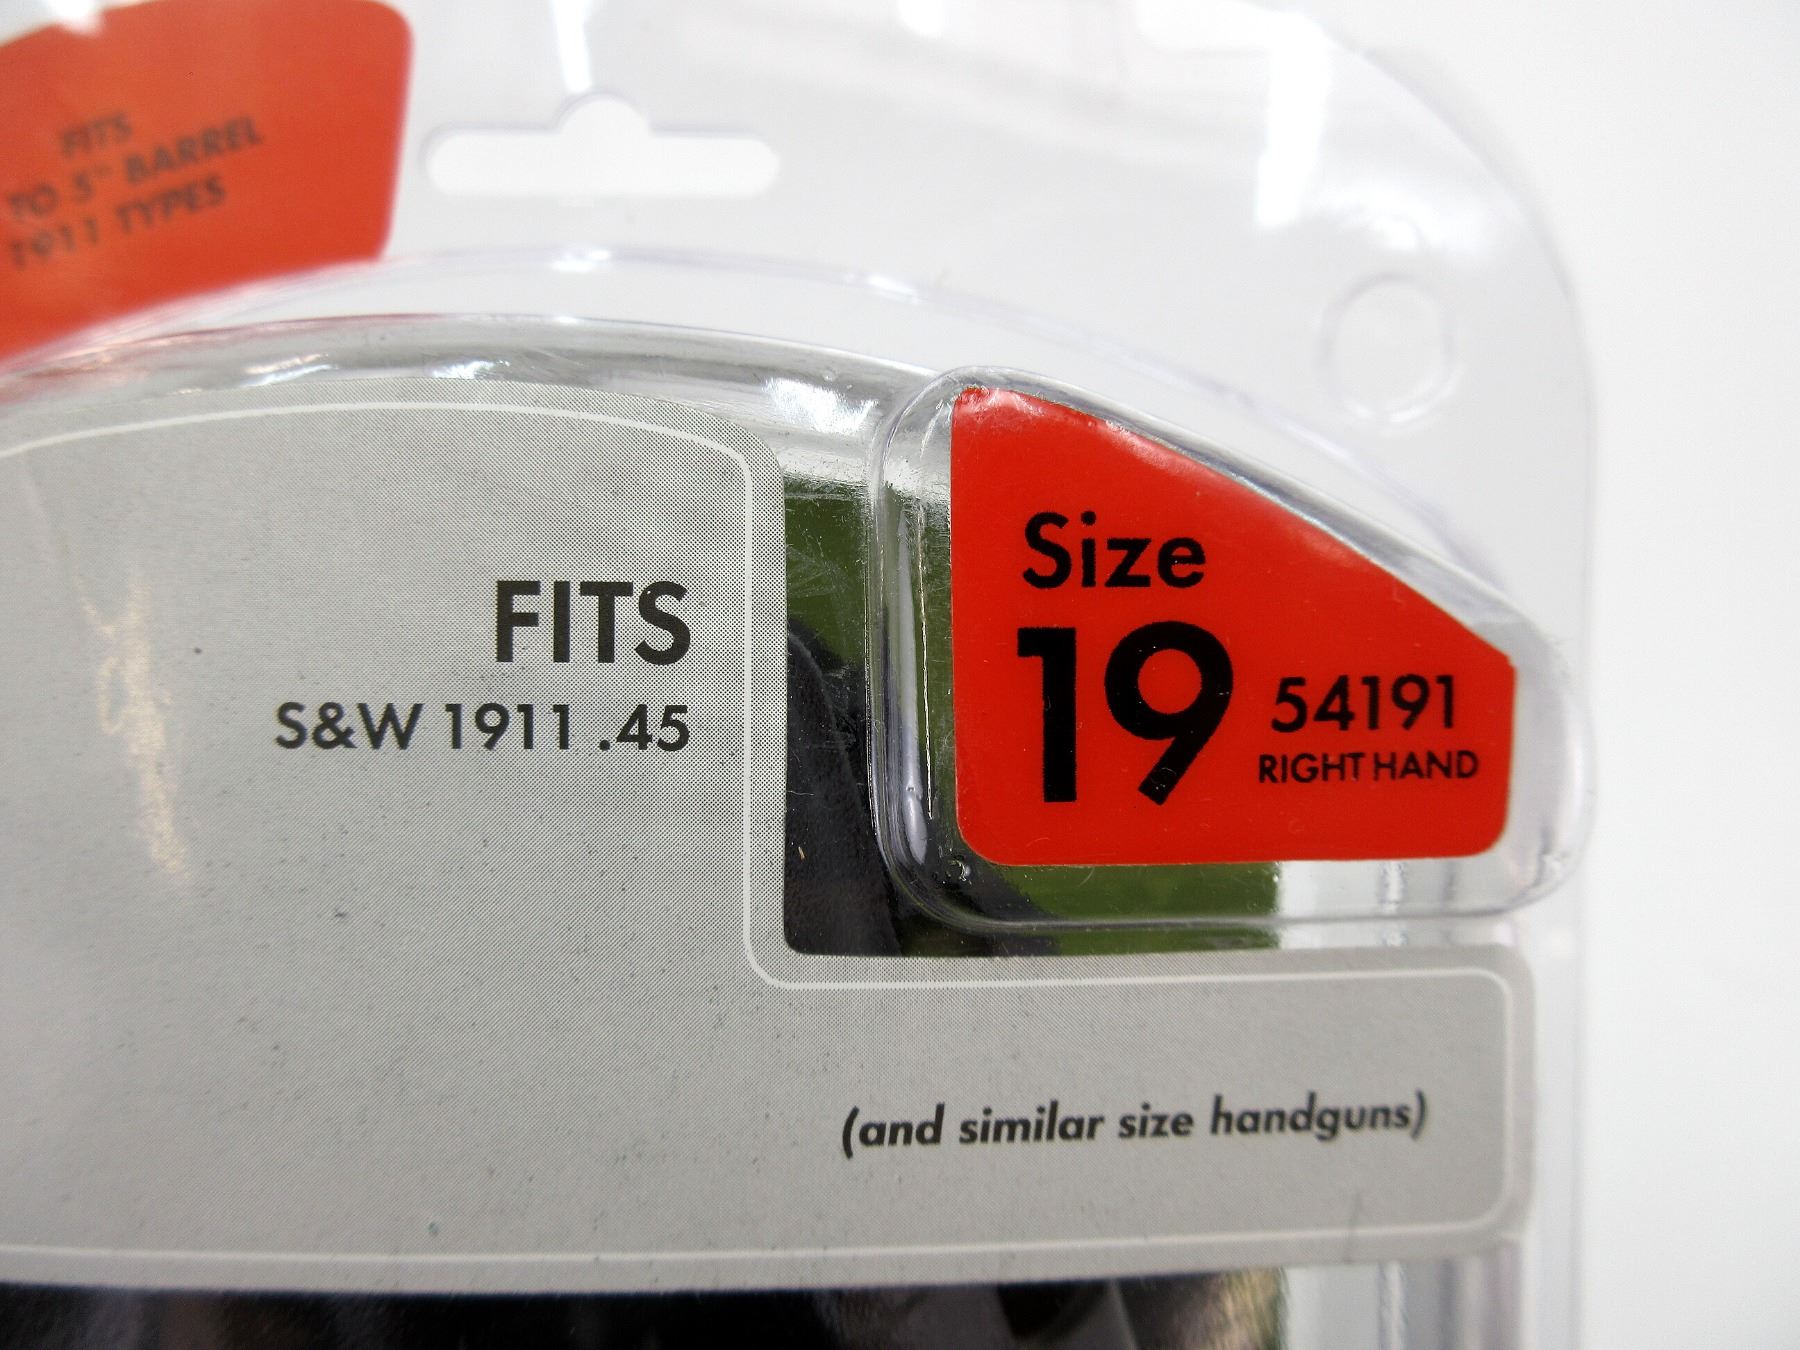 FITS
TO 5" BARREL
1911 TYPES
FITS
S&W 1911 .45
Size
19
54191
RIGHT HAND
(and similar size handguns)